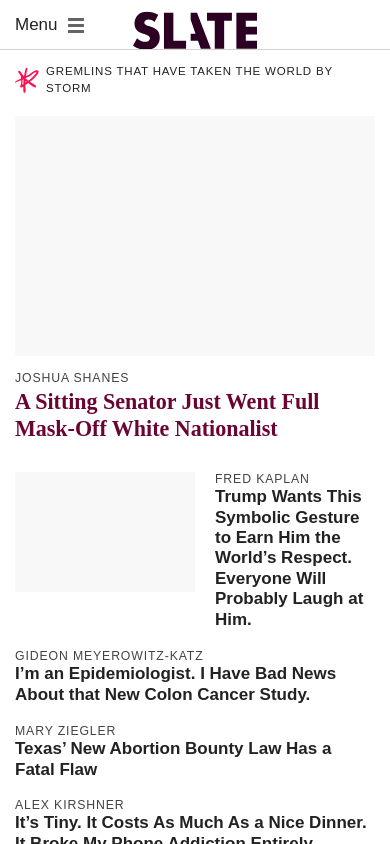 Menu
SLATE
GREMLINS THAT HAVE TAKEN THE WORLD BY
STORM
JOSHUA SHANES
A Sitting Senator Just Went Full
Mask-Off White Nationalist
FRED KAPLAN
Trump Wants This
Symbolic Gesture
to Earn Him the
World’s Respect.
Everyone Will
Probably Laugh at
Him.
GIDEON MEYEROWITZ-KATZ
I’m an Epidemiologist. I Have Bad News
About that New Colon Cancer Study.
MARY ZIEGLER
Texas’ New Abortion Bounty Law Has a
Fatal Flaw
ALEX KIRSHNER
It’s Tiny. It Costs As Much As a Nice Dinner.
It Broke My Phone Addiction Entirely.